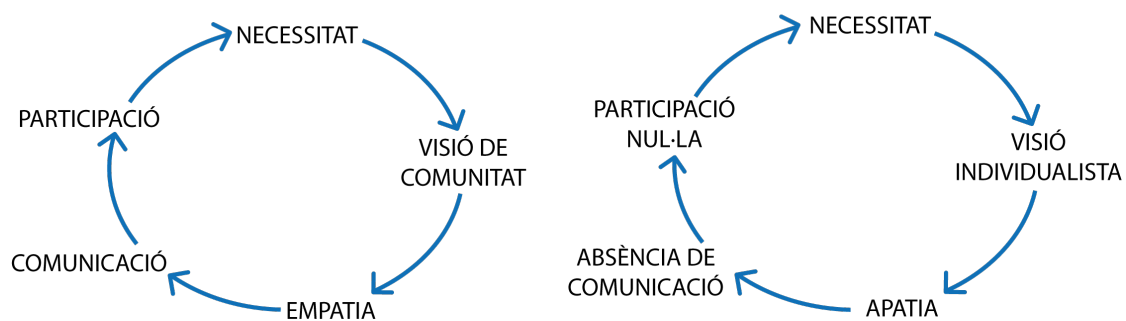 NECESSITAT
VISIÓ DE
COMUNITAT
EMPATIA
COMUNICACIÓ
PARTICIPACIÓ
NECESSITAT
VISIÓ
INDIVIDUALISTA
APATIA
ABSÈNCIA DE
COMUNICACIÓ
PARTICIPACIÓ
NUL·LA